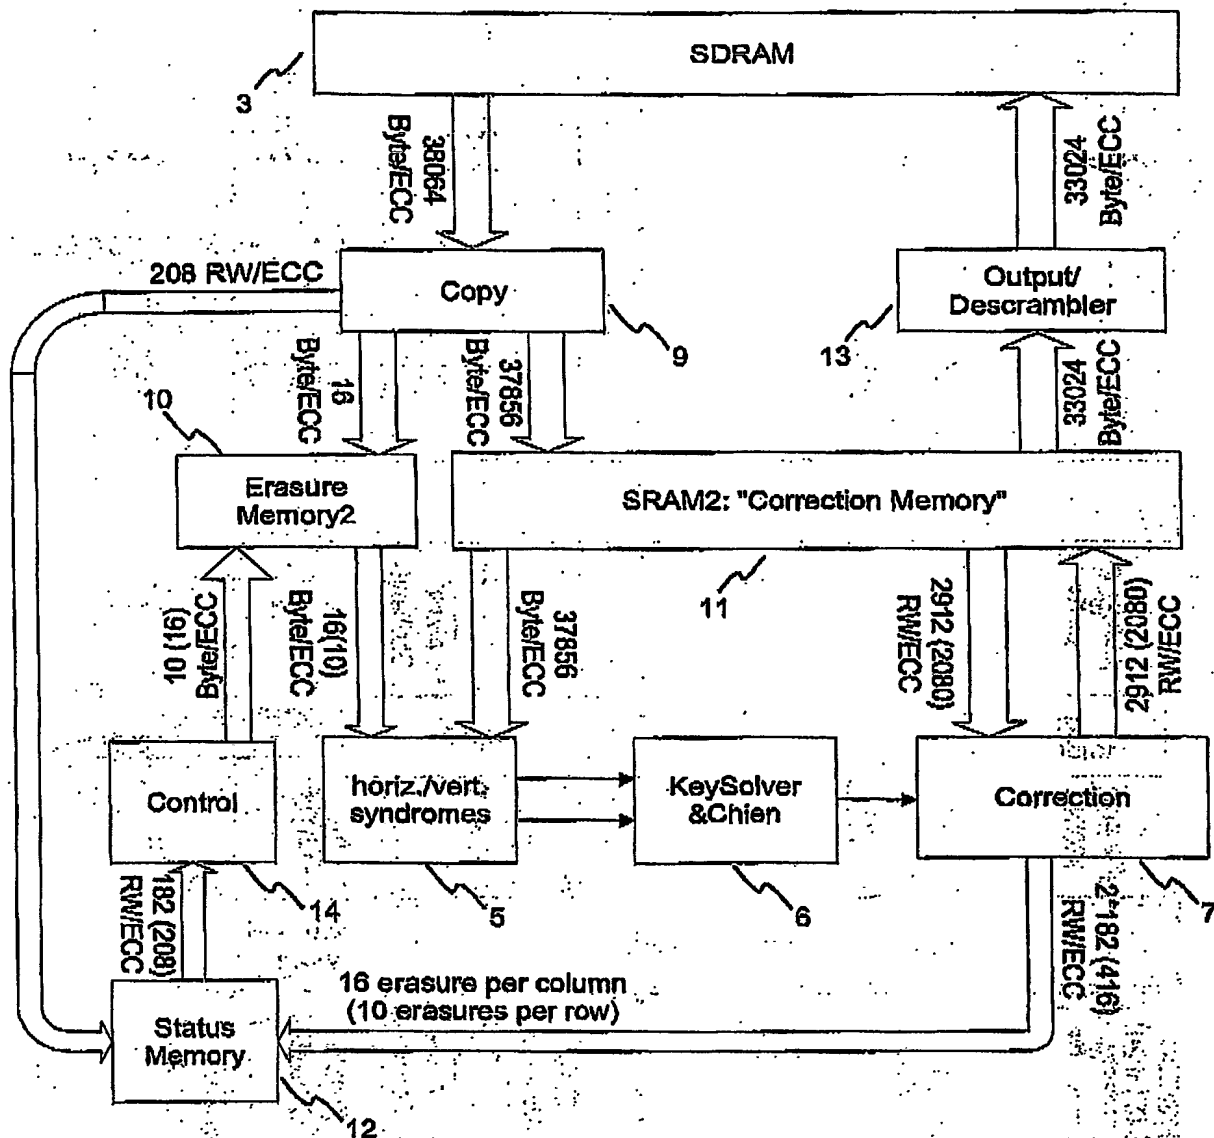 SDRAM
3
38064
Byte/ECC
33024
Byte/ECC
208 RW/ECC
Copy
9
Output/
Descrambler
13
16
Byte/ECC
37856
Byte/ECC
33024
Byte/ECC
10
Erasure
Memory2
SRAM2: "Correction Memory"
11
10 (16)
Byte/ECC
16(10)
Byte/ECC
37856
Byte/ECC
2912 (2080)
RW/ECC
2912 (2080)
RW/ECC
Control
14
horiz./vert.
syndromes
5
KeySolver
&Chien
6
Correction
7
182 (208)
RW/ECC
2*182 (416)
RW/ECC
16 erasure per column
(10 erasures per row)
Status
Memory
12